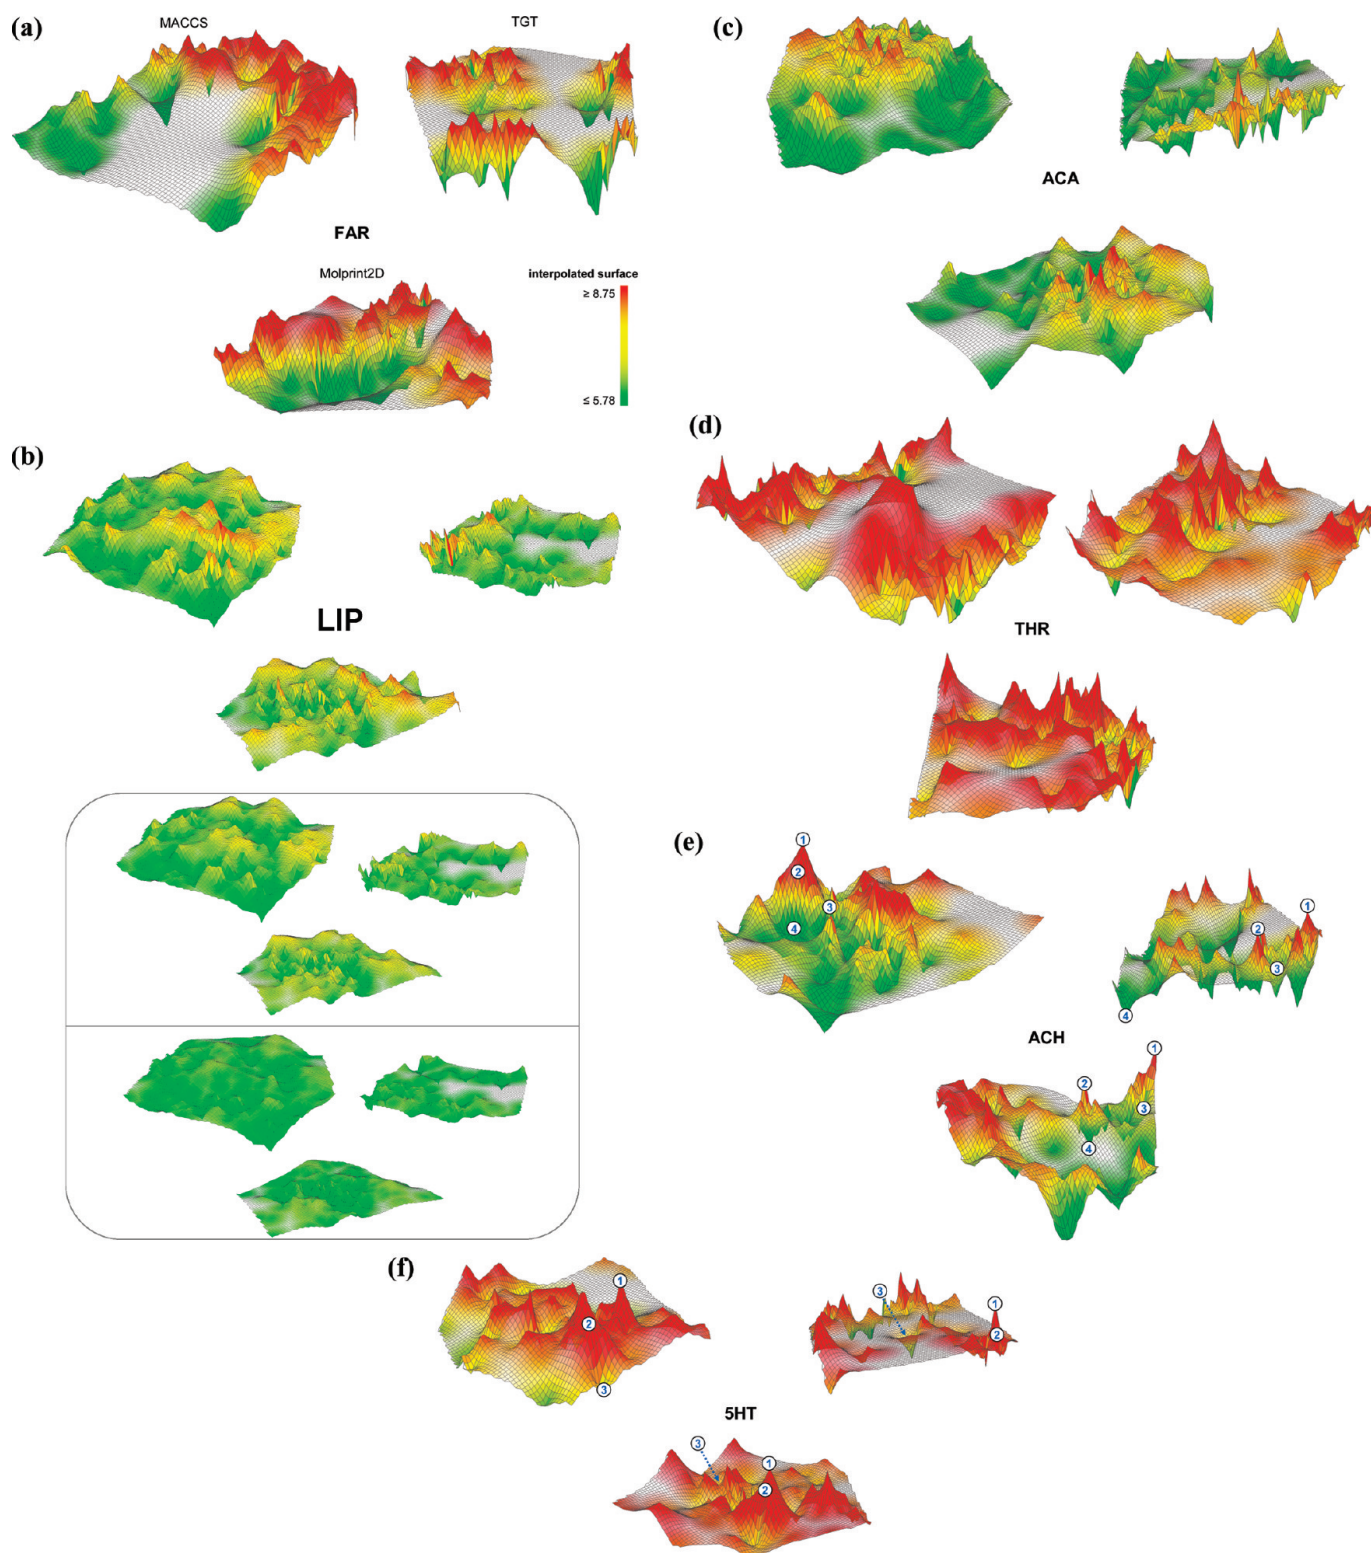 (a)
MACCS
TGT
FAR
Molprint2D
interpolated surface
≥ 8.75
≤ 5.78
(b)
LIP
(c)
ACA
(d)
THR
(e)
1
2
3
4
1
2
3
4
ACH
1
2
3
4
(f)
1
2
3
3
1
2
5HT
3
1
2